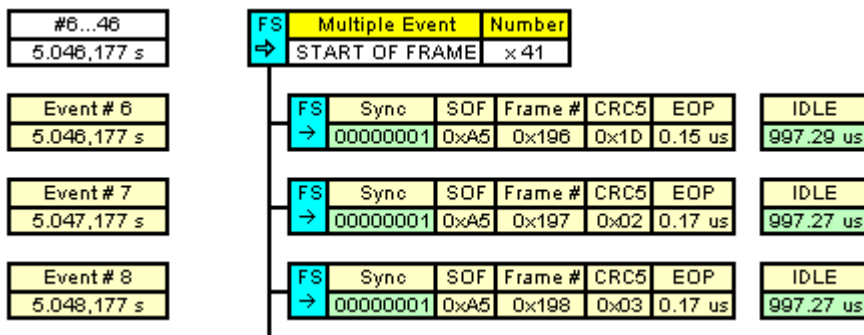 #6...46 FS Multiple Event Number
5.046,177 s START OF FRAME x 41
Event # 6 FS Sync SOF Frame # CRC5 EOP IDLE
5.046,177 s 00000001 0xA5 0x196 0x1D 0.15 us 997.29 us
Event # 7 FS Sync SOF Frame # CRC5 EOP IDLE
5.047,177 s 00000001 0xA5 0x197 0x02 0.17 us 997.27 us
Event # 8 FS Sync SOF Frame # CRC5 EOP IDLE
5.048,177 s 00000001 0xA5 0x198 0x03 0.17 us 997.27 us